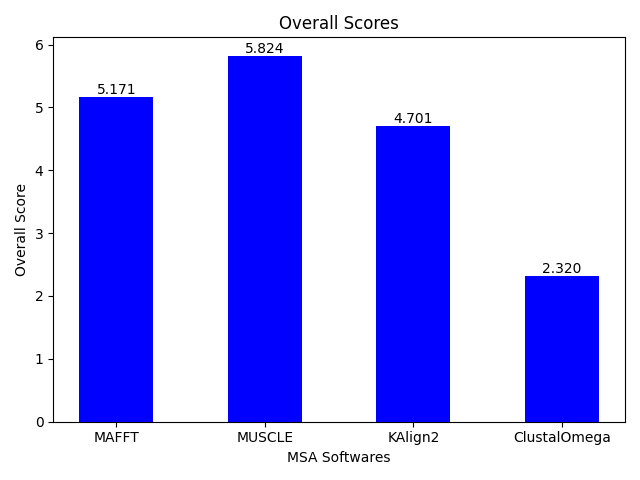 Overall Scores
Overall Score
6
5
4
3
2
1
0
5.171
5.824
4.701
2.320
MAFFT
MUSCLE
KAlign2
ClustalOmega
MSA Softwares